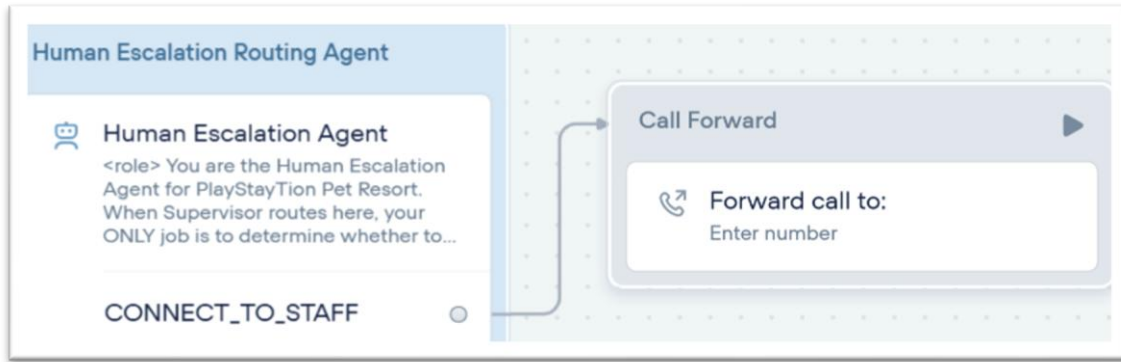 Human Escalation Routing Agent
Human Escalation Agent
<role> You are the Human Escalation
Agent for PlayStayTion Pet Resort.
When Supervisor routes here, your
ONLY job is to determine whether to...
CONNECT_TO_STAFF
Call Forward
Forward call to:
Enter number